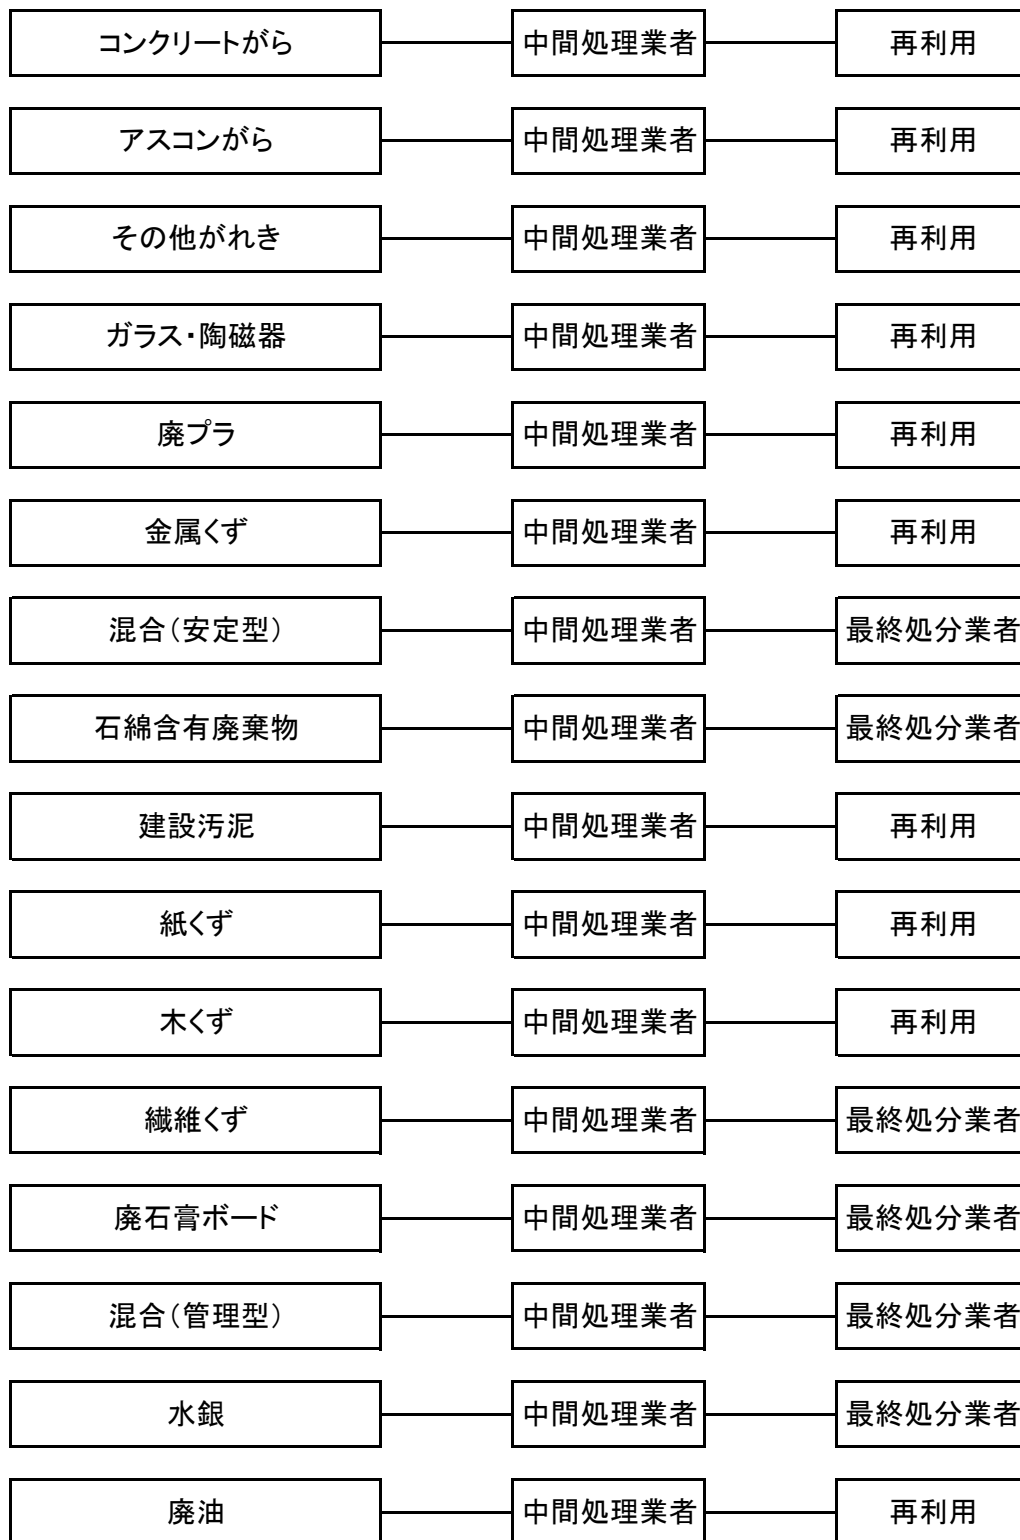 コンクリートがら 中間処理業者 再利用
アスコンがら 中間処理業者 再利用
その他がれき 中間処理業者 再利用
ガラス・陶磁器 中間処理業者 再利用
廃プラ 中間処理業者 再利用
金属くず 中間処理業者 再利用
混合（安定型） 中間処理業者 最終処分業者
石綿含有廃棄物 中間処理業者 最終処分業者
建設汚泥 中間処理業者 再利用
紙くず 中間処理業者 再利用
木くず 中間処理業者 再利用
繊維くず 中間処理業者 最終処分業者
廃石膏ボード 中間処理業者 最終処分業者
混合（管理型） 中間処理業者 最終処分業者
水銀 中間処理業者 最終処分業者
廃油 中間処理業者 再利用